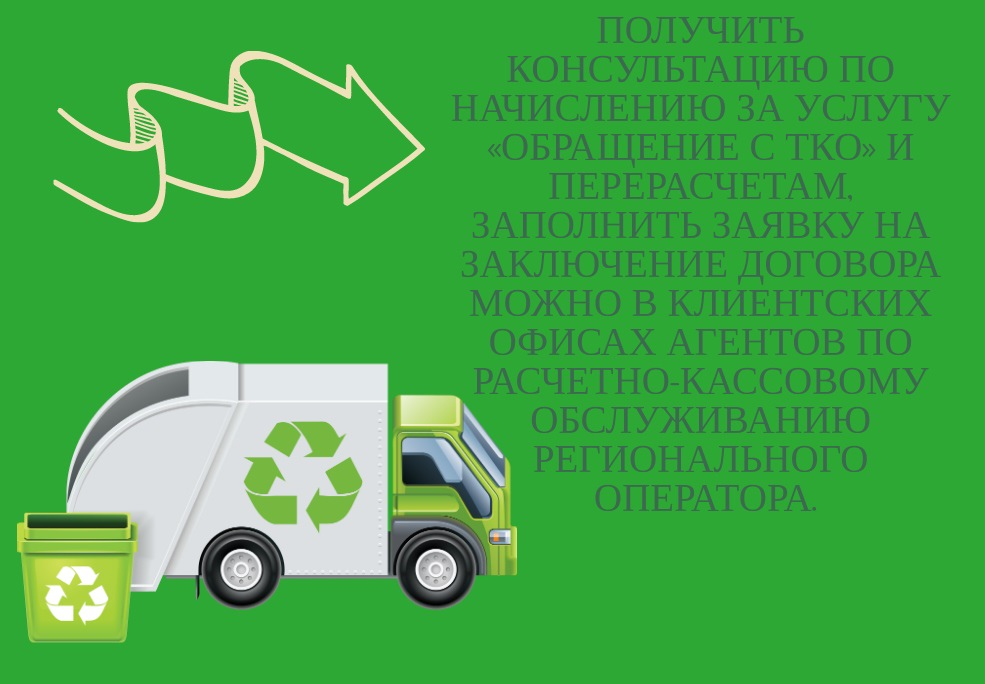 ПОЛУЧИТЬ
КОНСУЛЬТАЦИЮ ПО
НАЧИСЛЕНИЮ ЗА УСЛУГУ
«ОБРАЩЕНИЕ С ТКО» И
ПЕРЕРАСЧЕТАМ,
ЗАПОЛНИТЬ ЗАЯВКУ НА
ЗАКЛЮЧЕНИЕ ДОГОВОРА
МОЖНО В КЛИЕНТСКИХ
ОФИСАХ АГЕНТОВ ПО
РАСЧЕТНО-КАССОВОМУ
ОБСЛУЖИВАНИЮ
РЕГИОНАЛЬНОГО
ОПЕРАТОРА.